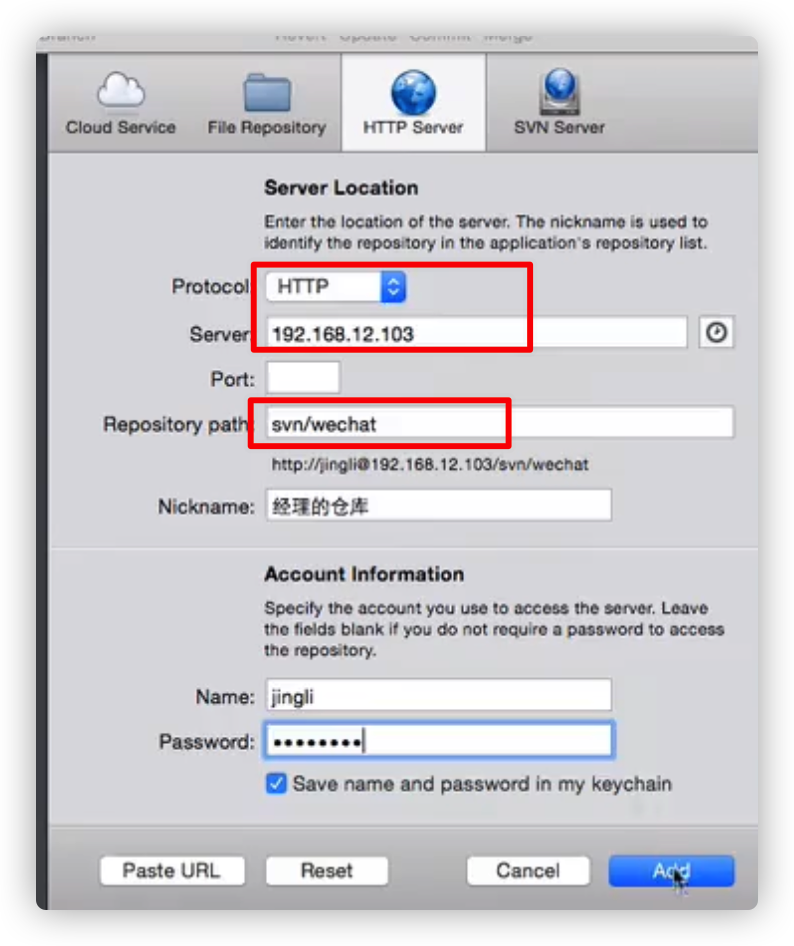 Revert Update Commit Merge
Cloud Service File Repository HTTP Server SVN Server
Server Location
Enter the location of the server. The nickname is used to
identify the repository in the application's repository list.
Protocol HTTP
Server 192.168.12.103
Port:
Repository path svn/wechat
http://jingli@192.168.12.103/svn/wechat
Nickname: 经理的仓库
Account Information
Specify the account you use to access the server. Leave
the fields blank if you do not require a password to access
the repository.
Name: jingli
Password: ••••••••
Save name and password in my keychain
Paste URL Reset Cancel Add